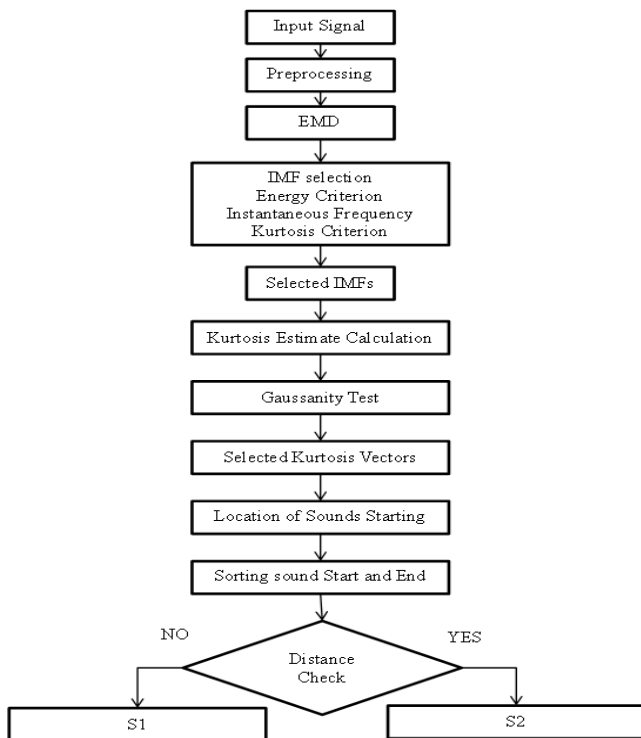 Input Signal
Preprocessing
EMD
IMF selection
Energy Criterion
Instantaneous Frequency
Kurtosis Criterion
Selected IMFs
Kurtosis Estimate Calculation
Gaussanity Test
Selected Kurtosis Vectors
Location of Sounds Starting
Sorting sound Start and End
NO
YES
Distance
Check
S1
S2